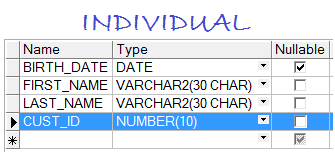 INDIVIDUAL
Name Type Nullable
BIRTH_DATE DATE
FIRST_NAME VARCHAR2(30 CHAR)
LAST_NAME VARCHAR2(30 CHAR)
CUST_ID NUMBER(10)